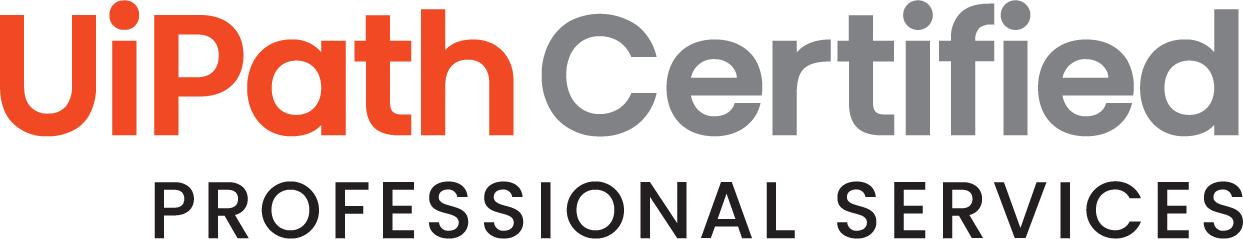 UiPath Certified
PROFESSIONAL SERVICES